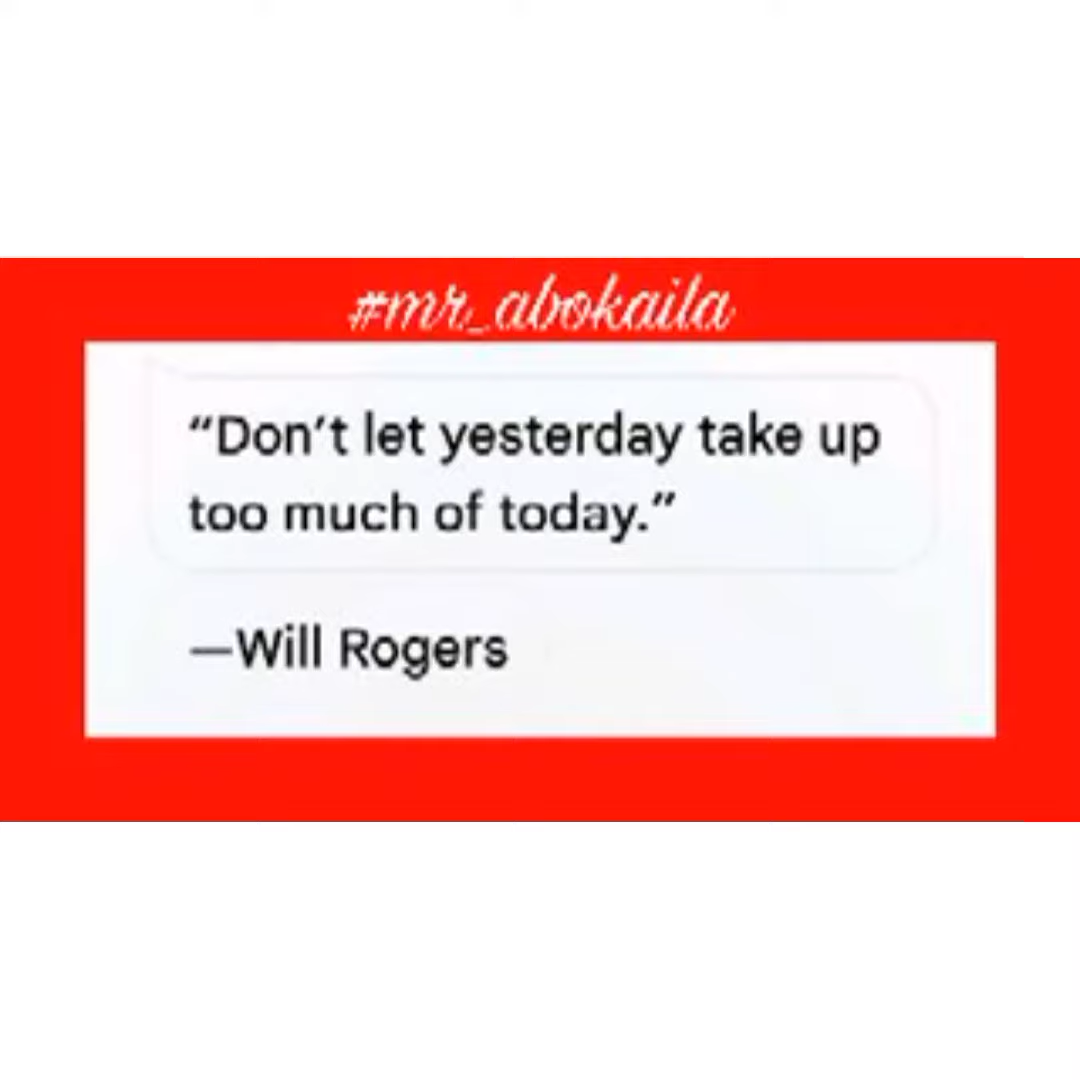 #mr_abokaila
“Don’t let yesterday take up
too much of today.”
—Will Rogers